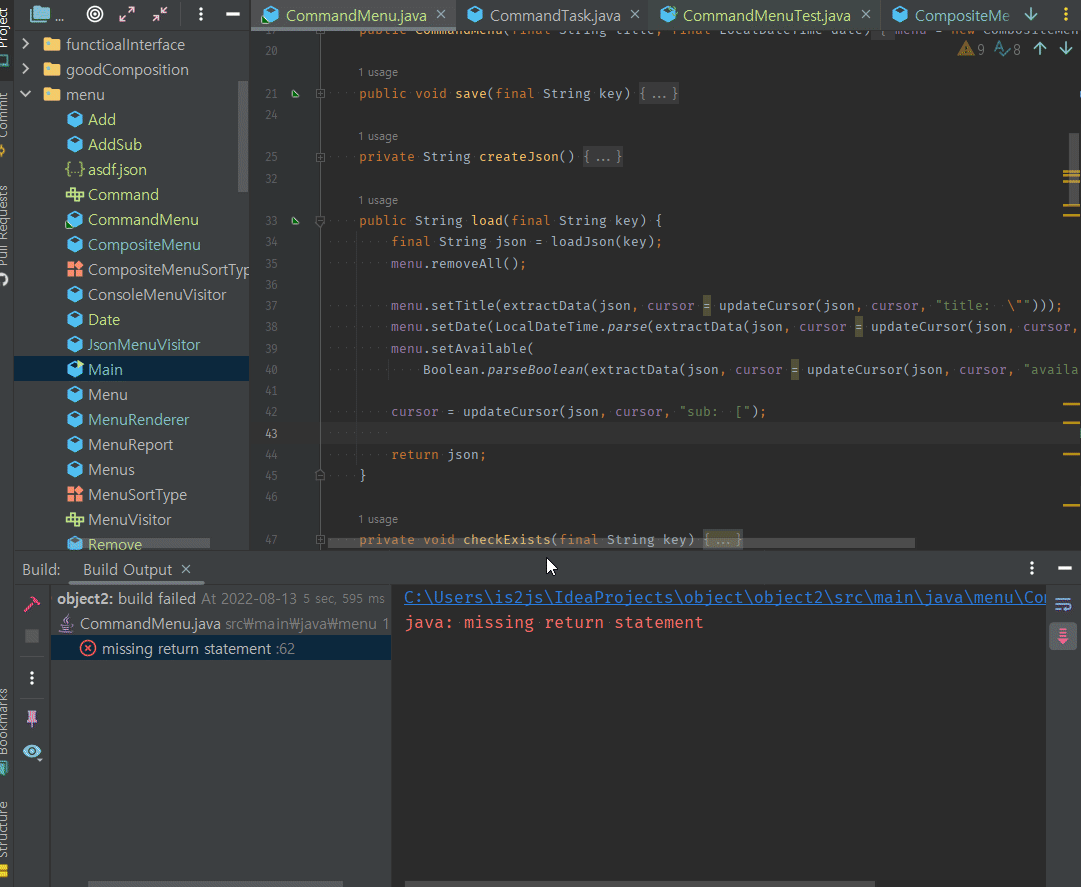 Project
...
CommandMenu.java
CommandTask.java
CommandMenuTest.java
CompositeMe
Commit
Pull Requests
Bookmarks
Structure
functioalInterface
goodComposition
menu
Add
AddSub
asdf.json
Command
CommandMenu
CompositeMenu
CompositeMenuSortTyp
ConsoleMenuVisitor
Date
JsonMenuVisitor
Main
Menu
MenuRenderer
MenuReport
Menus
MenuSortType
MenuVisitor
Remove
public CommandMenu(final String title, final LocalDateTime date) { menu = new CompositeMen
9 8
20
1 usage
21 public void save(final String key) {...}
24
1 usage
25 private String createJson() {...}
32
1 usage
33 public String load(final String key) {
34 final String json = loadJson(key);
35 menu.removeAll();
36
37 menu.setTitle(extractData(json, cursor = updateCursor(json, cursor, "title: \"")));
38 menu.setDate(LocalDateTime.parse(extractData(json, cursor = updateCursor(json, cursor,
39 menu.setAvailable(
40 Boolean.parseBoolean(extractData(json, cursor = updateCursor(json, cursor, "availa
41
42 cursor = updateCursor(json, cursor, "sub: [");
43
44 return json;
45 }
46
1 usage
47 private void checkExists(final String key) {...}
Build: Build Output
object2: build failed At 2022-08-13 5 sec, 595 ms
CommandMenu.java src₩main₩java₩menu 1
missing return statement :62
C:\Users\is2js\IdeaProjects\object\object2\src\main\java\menu\Co
java: missing return statement